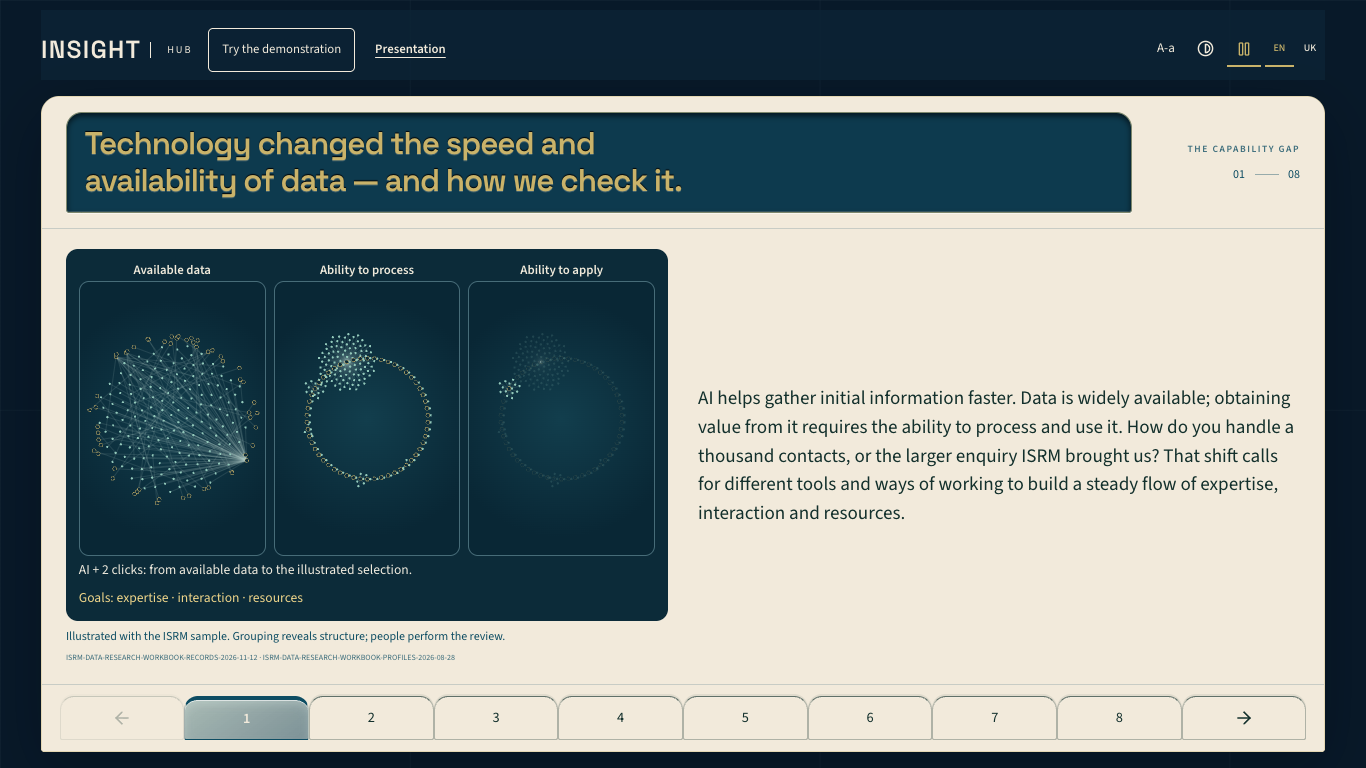 INSIGHT | HUB
Try the demonstration
Presentation
A-a
EN
UK
Technology changed the speed and
availability of data — and how we check it.
THE CAPABILITY GAP
01 — 08
Available data
Ability to process
Ability to apply
AI + 2 clicks: from available data to the illustrated selection.
Goals: expertise · interaction · resources
Illustrated with the ISRM sample. Grouping reveals structure; people perform the review.
ISRM-DATA-RESEARCH-WORKBOOK-RECORDS-2026-11-12 · ISRM-DATA-RESEARCH-WORKBOOK-PROFILES-2026-08-28
AI helps gather initial information faster. Data is widely available; obtaining
value from it requires the ability to process and use it. How do you handle a
thousand contacts, or the larger enquiry ISRM brought us? That shift calls
for different tools and ways of working to build a steady flow of expertise,
interaction and resources.
1
2
3
4
5
6
7
8